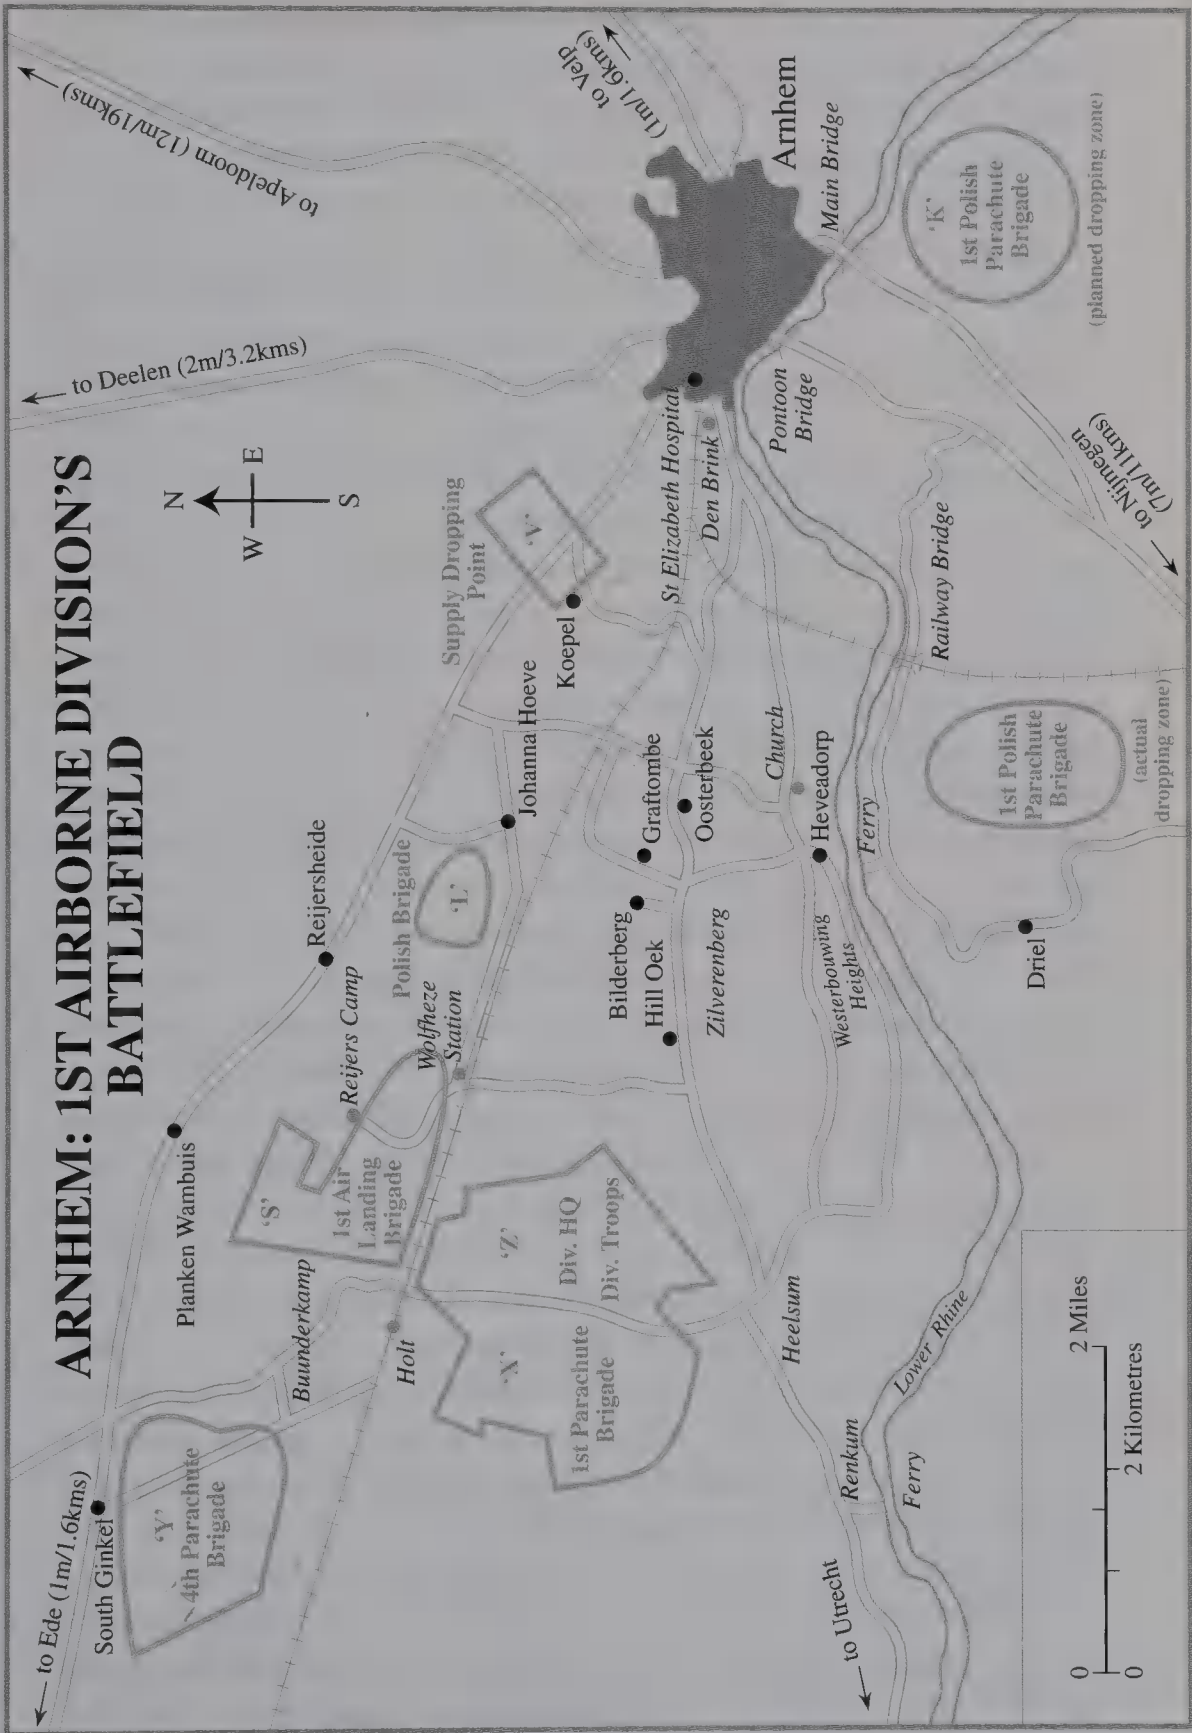 ARNHEM: 1ST AIRBORNE DIVISION'S
BATTLEFIELD
N
W
E
S
to Ede (1m/1.6kms)
South Ginkel
'Y'
4th Parachute
Brigade
Planken Wambuis
Buunderkamp
Holt
'S'
1st Air
Landing
Brigade
Reijers Camp
Wolfheze
Station
Reijersheide
Polish Brigade
'L'
Johanna Hoeve
Supply Dropping
Point
'V'
Koepel
to Deelen (2m/3.2kms)
to Apeldoorn (12m/19kms)
to Velp
(1m/1.6kms)
Arnhem
Main Bridge
St Elizabeth Hospital
Den Brink
Pontoon
Bridge
'K'
1st Polish
Parachute
Brigade
(planned dropping zone)
to Nijmegen
(7m/11kms)
Railway Bridge
1st Polish
Parachute
Brigade
(actual
dropping zone)
'X'
1st Parachute
Brigade
'Z'
Div. HQ
Div. Troops
Bilderberg
Hill Oek
Graftombe
Oosterbeek
Zilverenberg
Church
Heveadorp
Westerbouwing
Heights
Ferry
Driel
Heelsum
Lower Rhine
Renkum
Ferry
to Utrecht
0
2 Miles
0
2 Kilometres